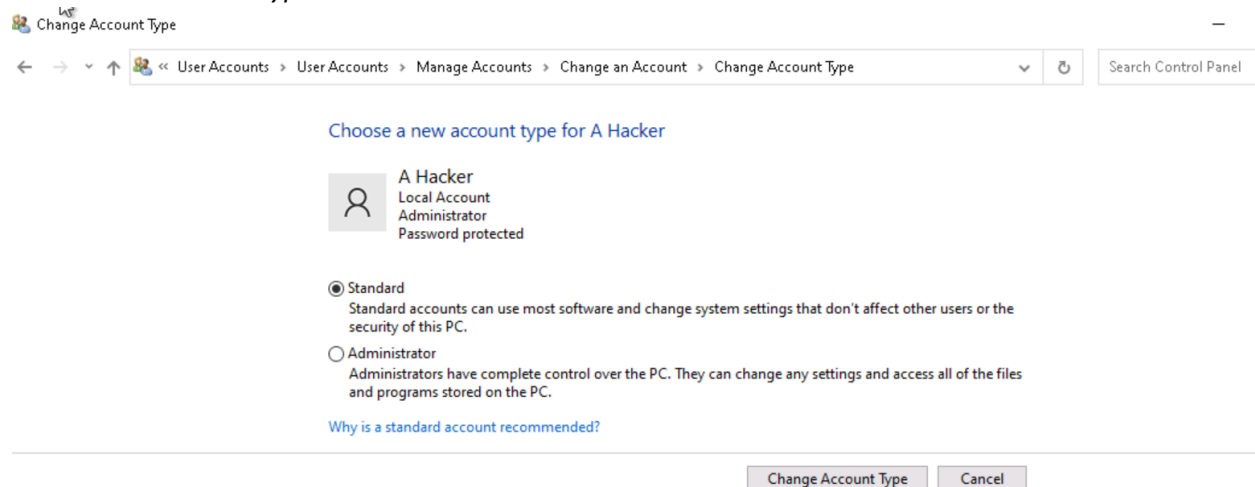 Change Account Type
« User Accounts > User Accounts > Manage Accounts > Change an Account > Change Account Type
Search Control Panel
Choose a new account type for A Hacker
A Hacker
Local Account
Administrator
Password protected
Standard
Standard accounts can use most software and change system settings that don't affect other users or the
security of this PC.
Administrator
Administrators have complete control over the PC. They can change any settings and access all of the files
and programs stored on the PC.
Why is a standard account recommended?
Change Account Type Cancel